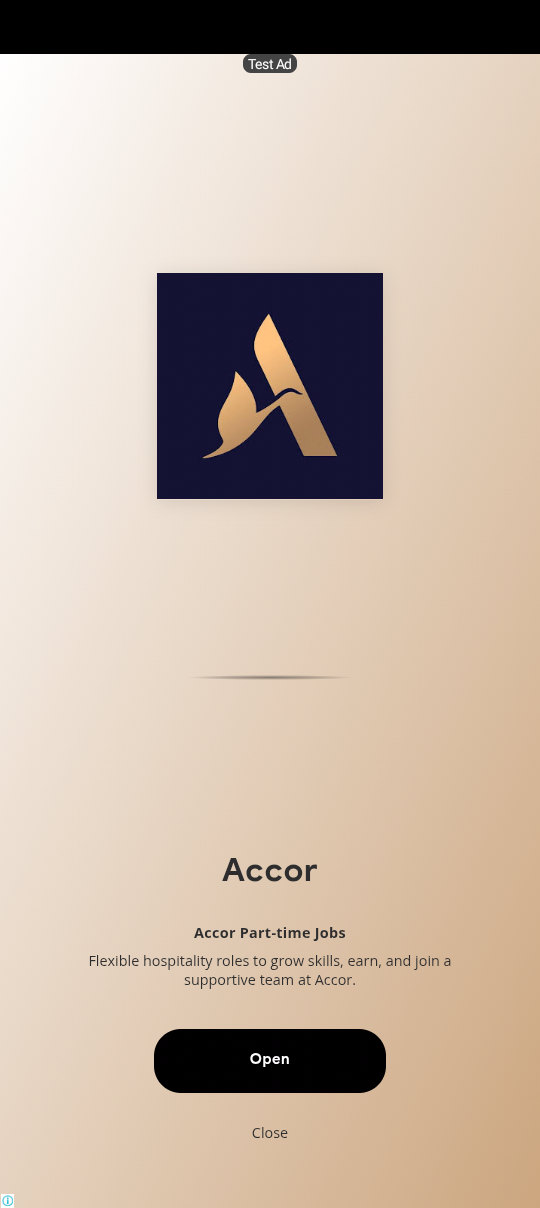 Test Ad
Accor
Accor Part-time Jobs
Flexible hospitality roles to grow skills, earn, and join a
supportive team at Accor.
Open
Close